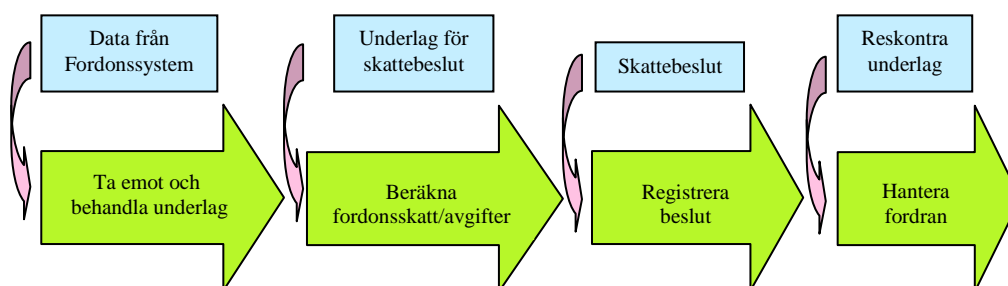 Data från
Fordonssystem
Underlag för
skattebeslut
Skattebeslut
Reskontra
underlag
Ta emot och
behandla underlag
Beräkna
fordonsskatt/avgifter
Registrera
beslut
Hantera
fordran